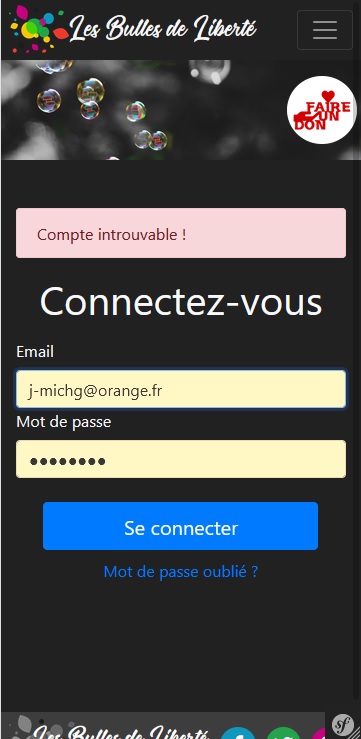 Les Bulles de Liberté
FAIRE
UN
DON
Compte introuvable !
Connectez-vous
Email
j-michg@orange.fr
Mot de passe
••••••••
Se connecter
Mot de passe oublié ?
Les Bulles de Liberté
sf